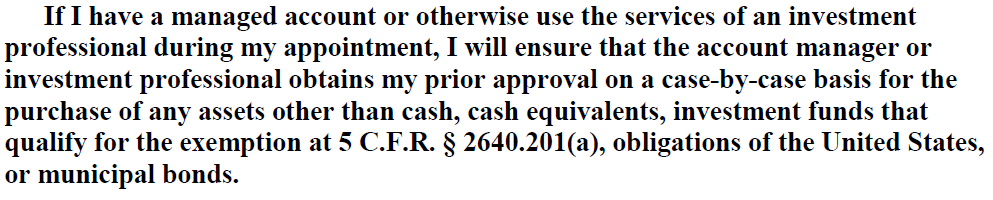 If I have a managed account or otherwise use the services of an investment
professional during my appointment, I will ensure that the account manager or
investment professional obtains my prior approval on a case-by-case basis for the
purchase of any assets other than cash, cash equivalents, investment funds that
qualify for the exemption at 5 C.F.R. § 2640.201(a), obligations of the United States,
or municipal bonds.